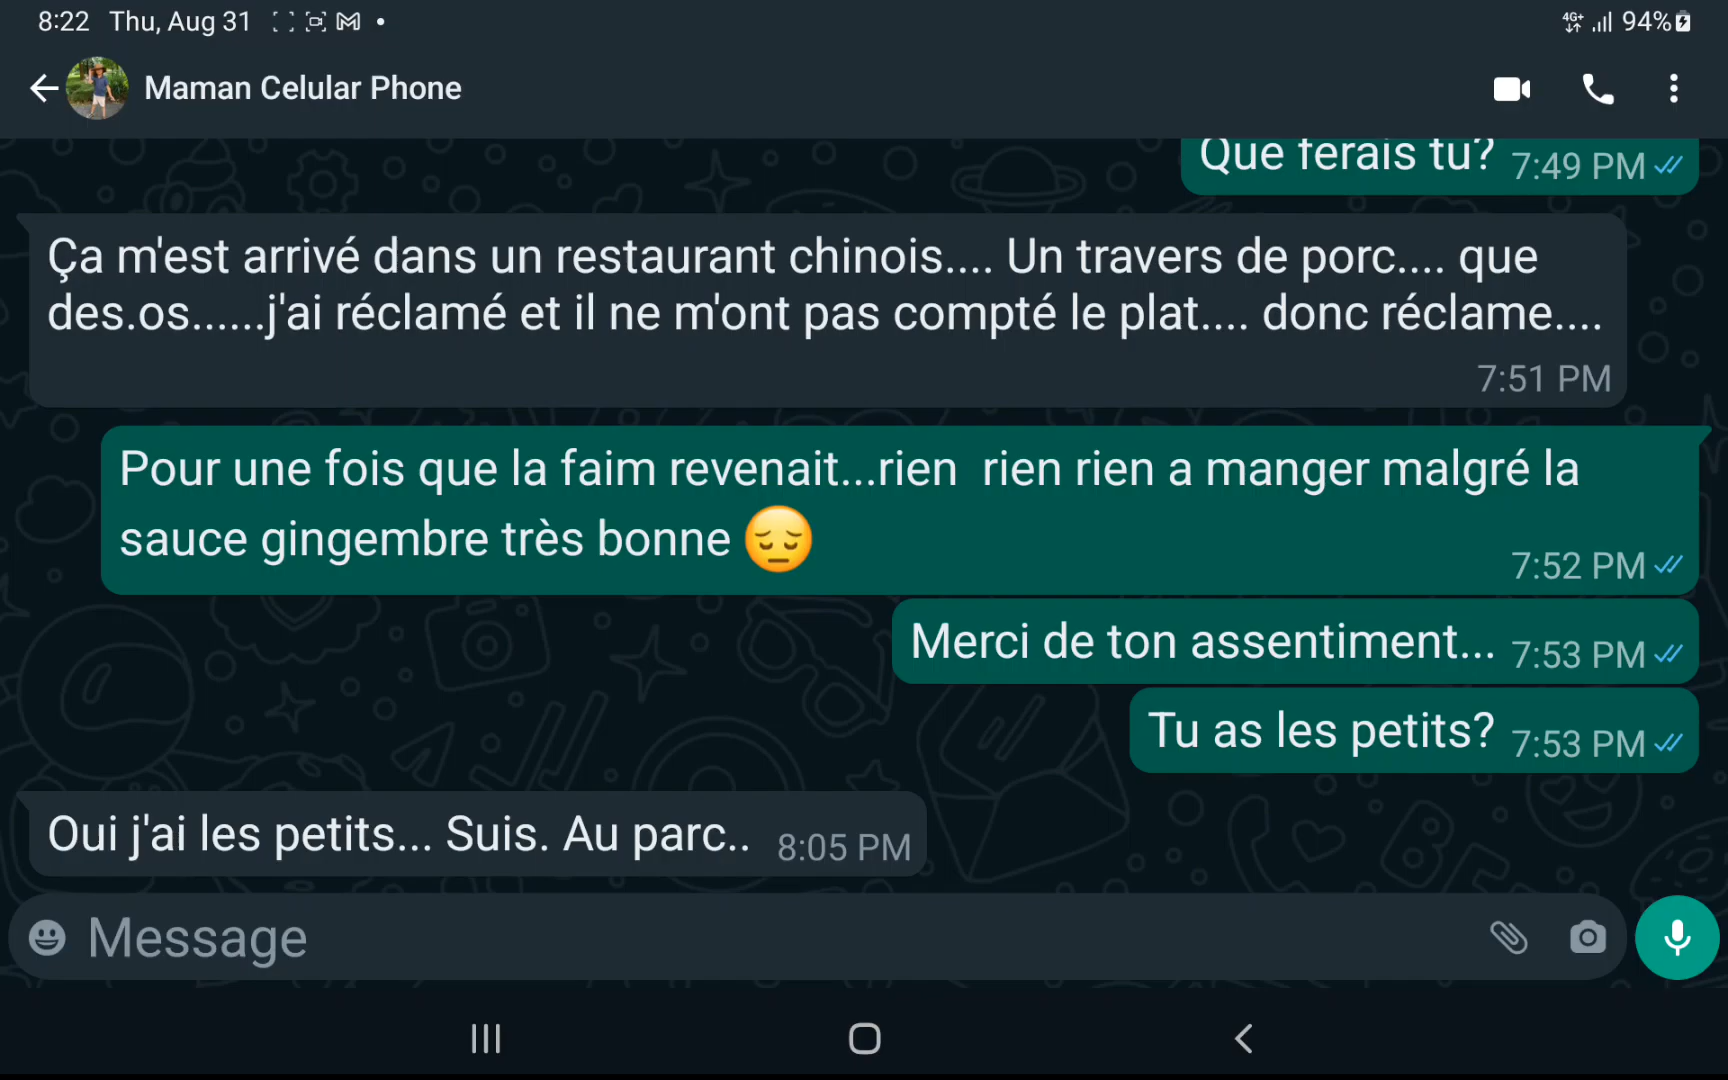 8:22 Thu, Aug 31
4G+ 94%
Maman Celular Phone
Que ferais tu? 7:49 PM
Ça m'est arrivé dans un restaurant chinois.... Un travers de porc.... que
des.os......j'ai réclamé et il ne m'ont pas compté le plat.... donc réclame....
7:51 PM
Pour une fois que la faim revenait...rien  rien rien a manger malgré la
sauce gingembre très bonne 😔
7:52 PM
Merci de ton assentiment... 7:53 PM
Tu as les petits? 7:53 PM
Oui j'ai les petits... Suis. Au parc.. 8:05 PM
Message